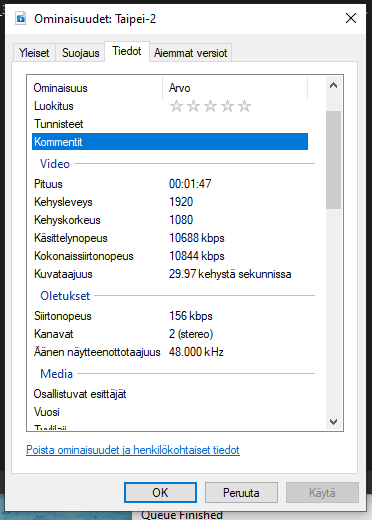 Ominaisuudet: Taipei-2
Yleiset Suojaus Tiedot Aiemmat versiot
Ominaisuus Arvo
Luokitus
Tunnisteet
Kommentit
Video
Pituus 00:01:47
Kehysleveys 1920
Kehyskorkeus 1080
Käsittelynopeus 10688 kbps
Kokonaissiirtonopeus 10844 kbps
Kuvataajuus 29.97 kehystä sekunnissa
Oletukset
Siirtonopeus 156 kbps
Kanavat 2 (stereo)
Äänen näytteenottotaajuus 48.000 kHz
Media
Osallistuvat esittäjät
Vuosi
Tyylilaji
Poista ominaisuudet ja henkilökohtaiset tiedot
OK Peruuta Käytä
Queue Finished